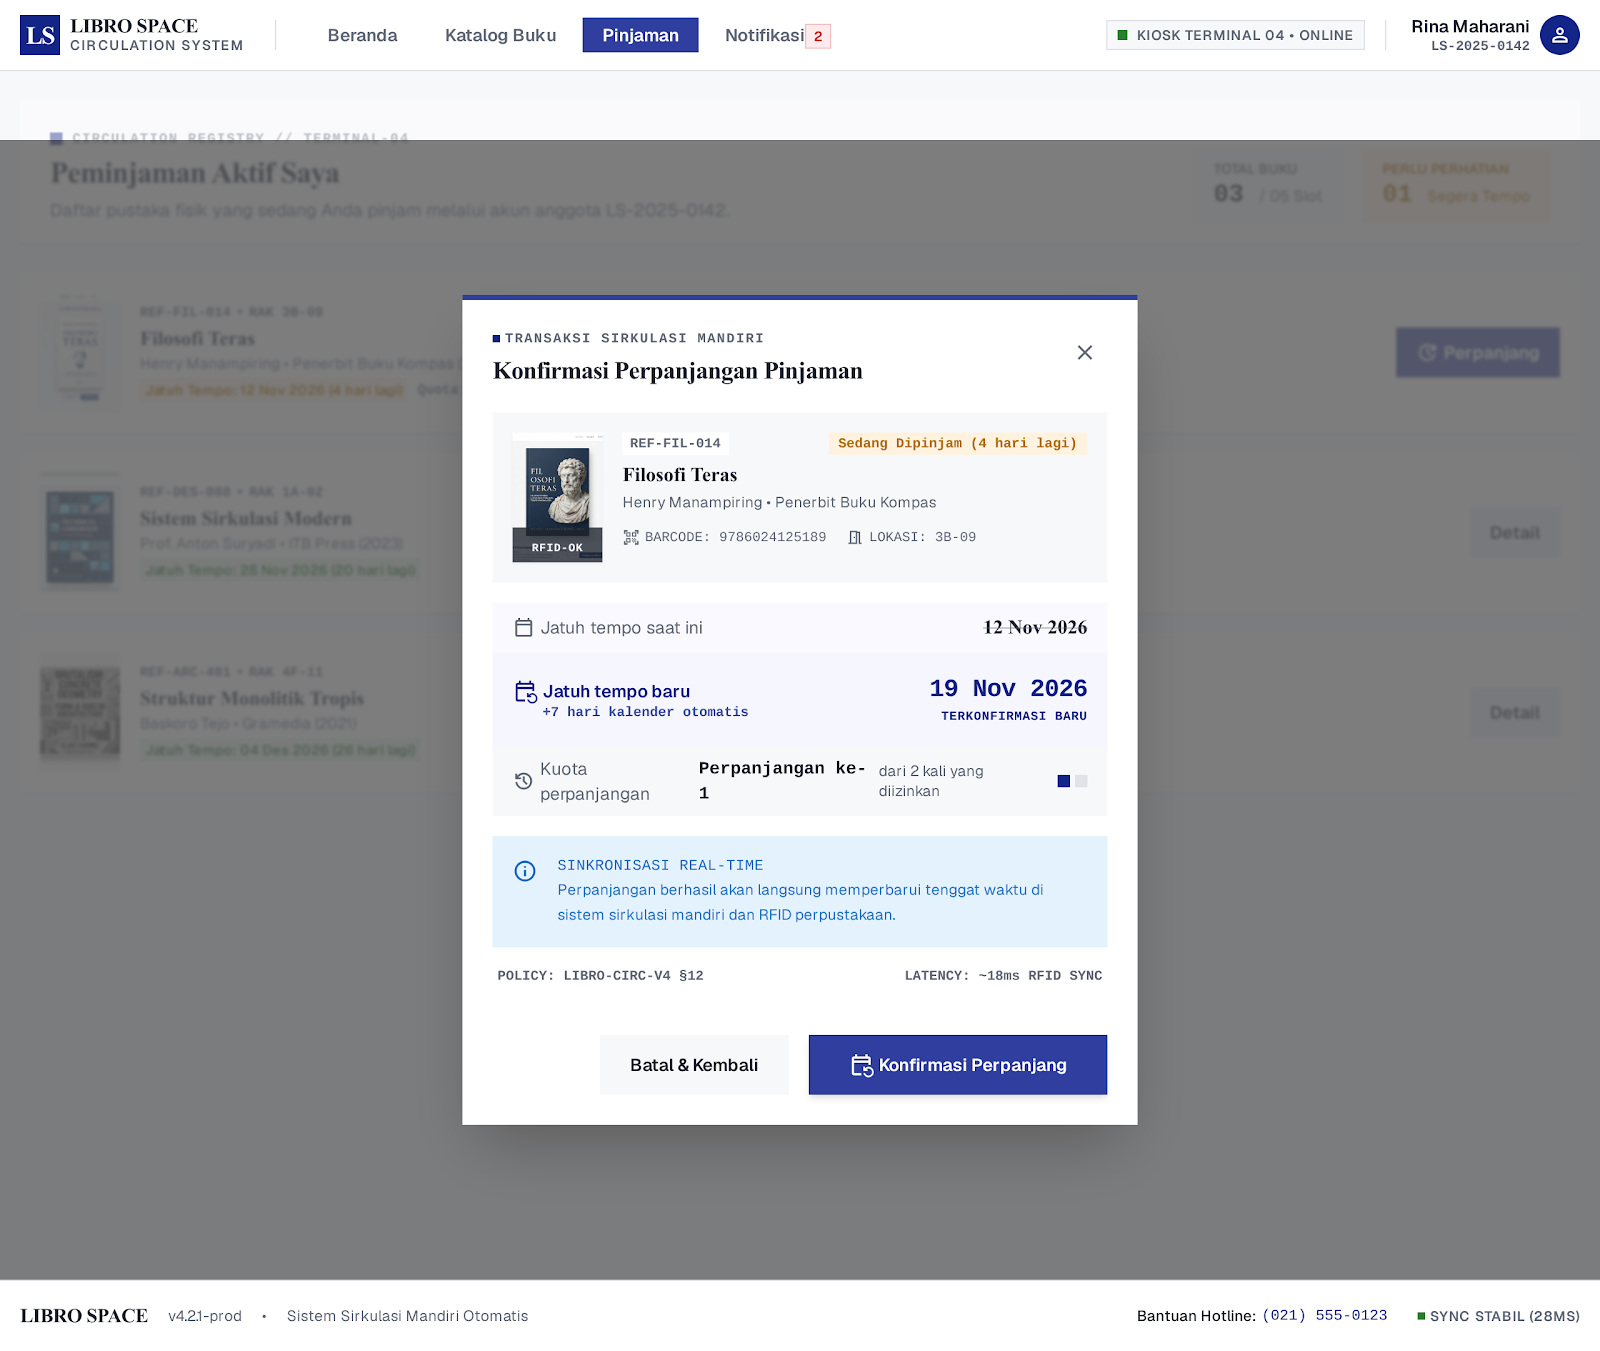 LS
LIBRO SPACE
CIRCULATION SYSTEM
Beranda
Katalog Buku
Pinjaman
Notifikasi 2
KIOSK TERMINAL 04 • ONLINE
Rina Maharani
LS-2025-0142
CIRCULATION REGISTRY // TERMINAL-04
Peminjaman Aktif Saya
Daftar pustaka fisik yang sedang Anda pinjam melalui akun anggota LS-2025-0142.
TOTAL BUKU
03 / 05 Slot
PERLU PERHATIAN
01 Segera Tempo
REF-FIL-014 • RAK 3B-09
Filosofi Teras
Henry Manampiring • Penerbit Buku Kompas
Jatuh Tempo: 12 Nov 2026 (4 hari lagi)
Quota:
Perpanjang
REF-DES-088 • RAK 1A-02
Sistem Sirkulasi Modern
Prof. Anton Suryadi • ITB Press (2023)
Jatuh Tempo: 28 Nov 2026 (20 hari lagi)
Detail
REF-ARC-401 • RAK 4F-11
Struktur Monolitik Tropis
Baskoro Tejo • Gramedia (2021)
Jatuh Tempo: 04 Des 2026 (26 hari lagi)
Detail
TRANSAKSI SIRKULASI MANDIRI
Konfirmasi Perpanjangan Pinjaman
FIL
OSOFI
TERAS
RFID-OK
REF-FIL-014
Sedang Dipinjam (4 hari lagi)
Filosofi Teras
Henry Manampiring • Penerbit Buku Kompas
BARCODE: 9786024125189
LOKASI: 3B-09
Jatuh tempo saat ini
12 Nov 2026
Jatuh tempo baru
+7 hari kalender otomatis
19 Nov 2026
TERKONFIRMASI BARU
Kuota
perpanjangan
Perpanjangan ke-
1
dari 2 kali yang
diizinkan
SINKRONISASI REAL-TIME
Perpanjangan berhasil akan langsung memperbarui tenggat waktu di
sistem sirkulasi mandiri dan RFID perpustakaan.
POLICY: LIBRO-CIRC-V4 §12
LATENCY: ~18ms RFID SYNC
Batal & Kembali
Konfirmasi Perpanjang
LIBRO SPACE
v4.2.1-prod
•
Sistem Sirkulasi Mandiri Otomatis
Bantuan Hotline: (021) 555-0123
SYNC STABIL (28MS)